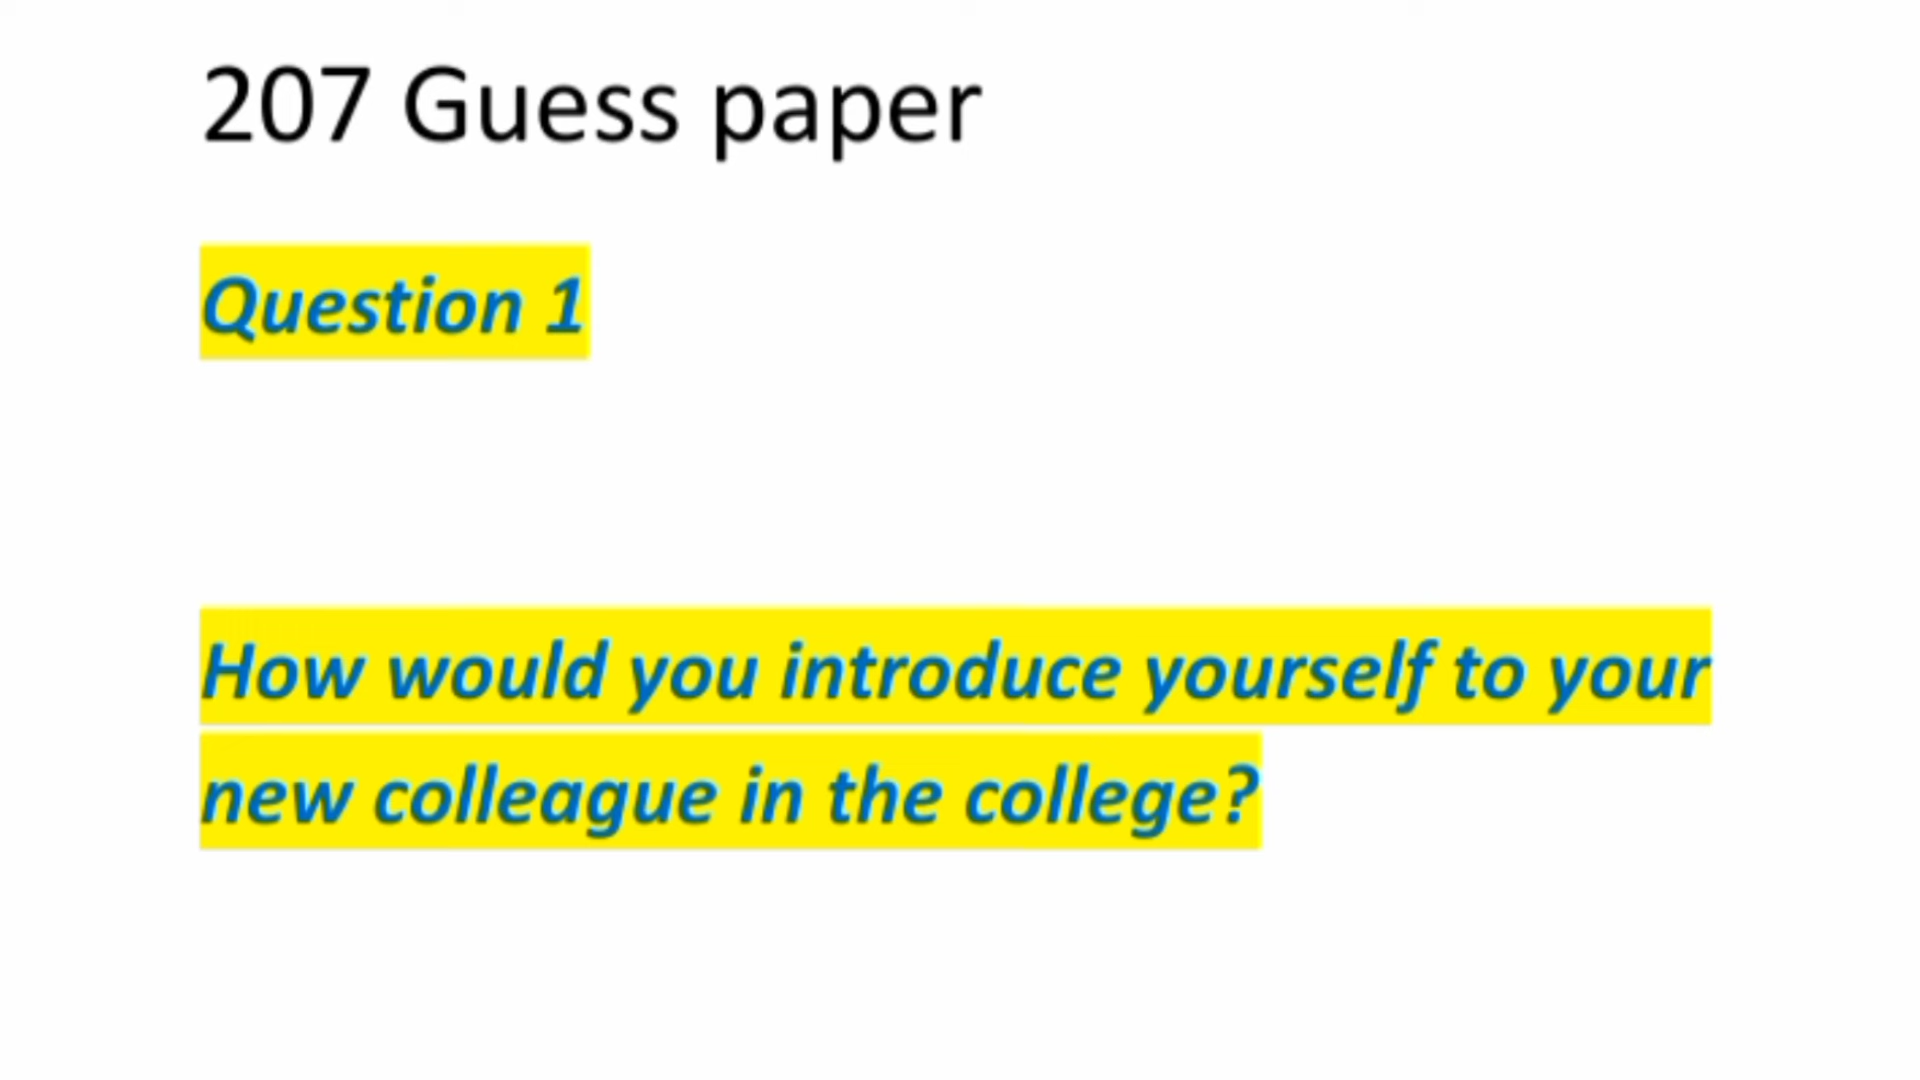 207 Guess paper
Question 1
How would you introduce yourself to your
new colleague in the college?